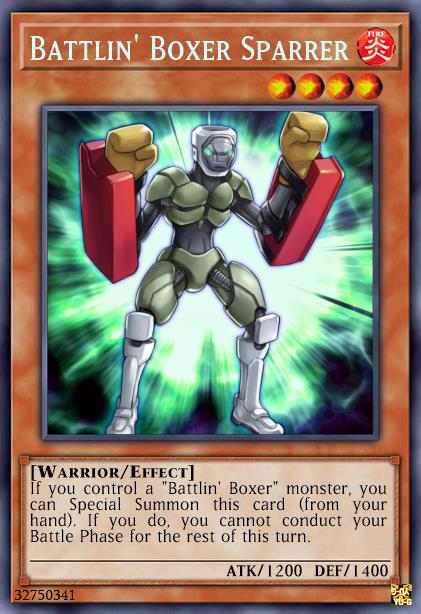 Battlin' Boxer Sparrer
FIRE
炎
[Warrior/Effect]
If you control a "Battlin' Boxer" monster, you
can Special Summon this card (from your
hand). If you do, you cannot conduct your
Battle Phase for the rest of this turn.
ATK/1200 DEF/1400
32750341